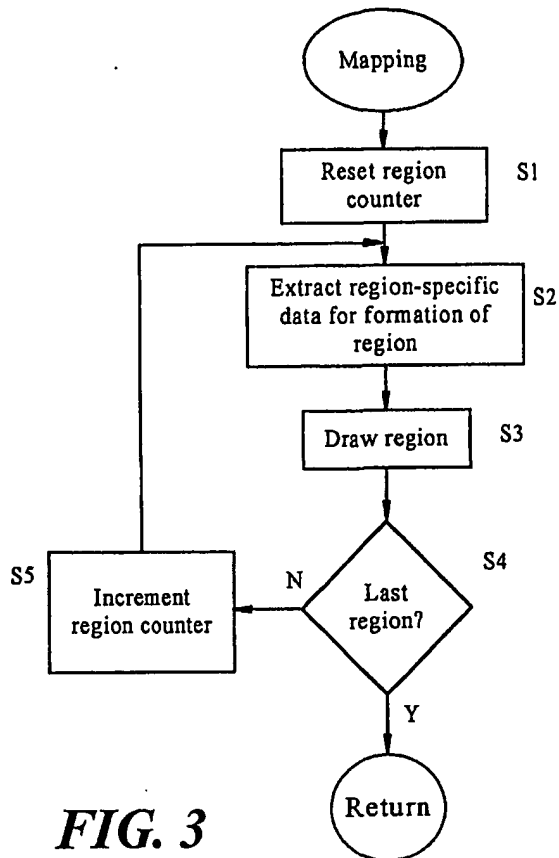 Mapping
Reset region
counter
S1
Extract region-specific
data for formation of
region
S2
Draw region
S3
Last
region?
S4
N
Y
S5
Increment
region counter
Return
FIG. 3